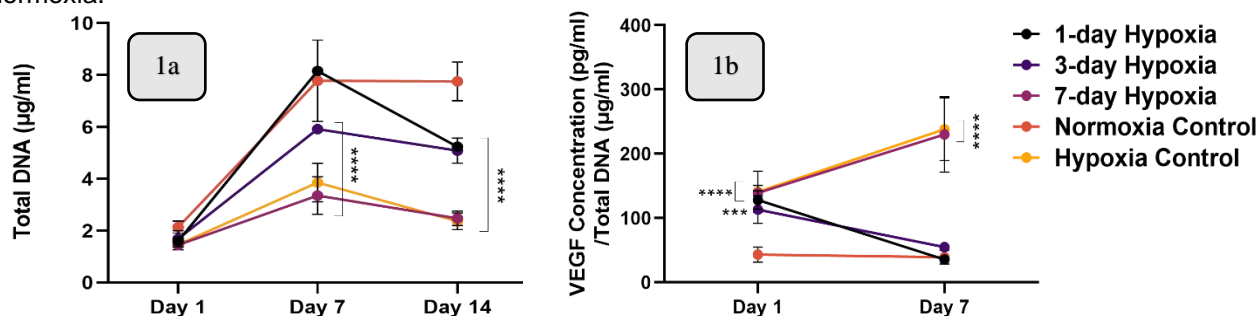 normoxia.
1a
Total DNA (µg/ml)
10
8
6
4
2
0
Day 1 Day 7 Day 14
****
****
1b
VEGF Concentration (pg/ml)
/Total DNA (µg/ml)
400
300
200
100
0
Day 1 Day 7
****
***
****
1-day Hypoxia
3-day Hypoxia
7-day Hypoxia
Normoxia Control
Hypoxia Control